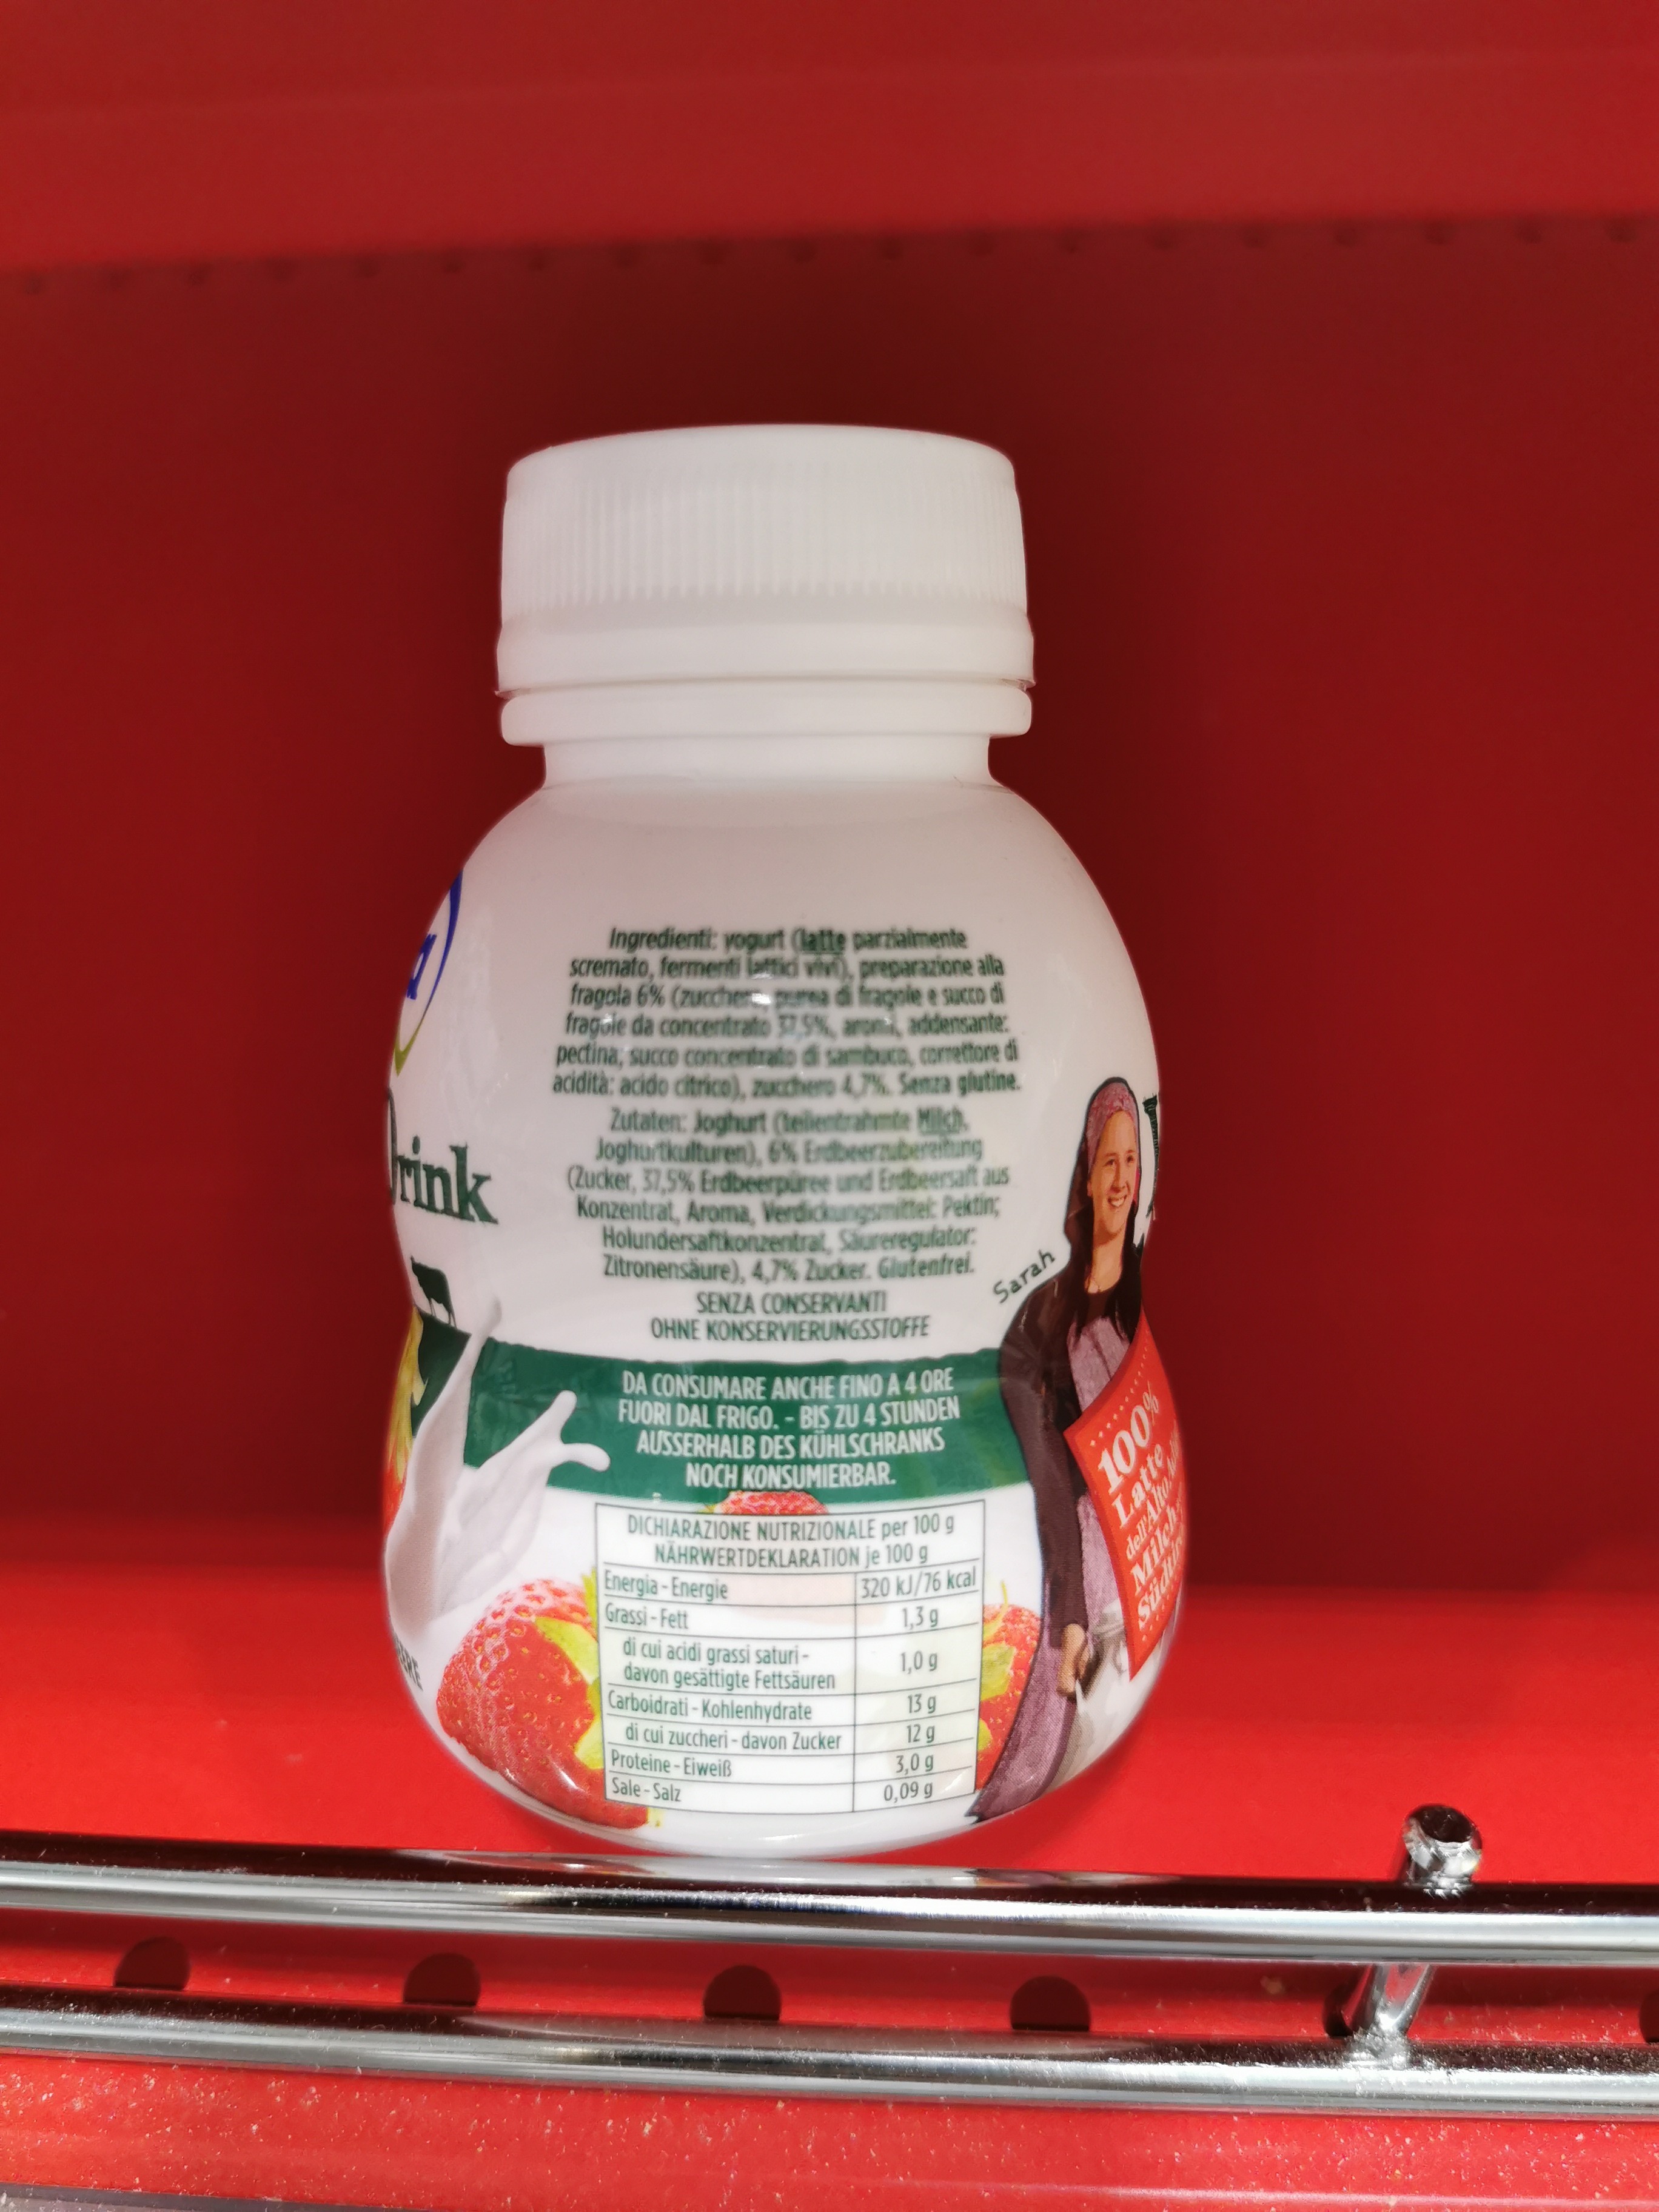 Ingredienti: yogurt (latte parzialmente
scremato, fermenti lattici vivi), preparazione alla
fragola 6% (zucchero, purea di fragole e succo di
fragole da concentrato 37,5%, aromi, addensante:
pectina; succo concentrato di sambuco, correttore di
acidità: acido citrico), zucchero 4,7%. Senza glutine.
Zutaten: Joghurt (teilentrahmte Milch,
Joghurtkulturen), 6% Erdbeerzubereitung
(Zucker, 37,5% Erdbeerpüree und Erdbeersaft aus
Konzentrat, Aroma, Verdickungsmittel: Pektin;
Holundersaftkonzentrat, Säureregulator:
Zitronensäure), 4,7% Zucker. Glutenfrei.
SENZA CONSERVANTI
OHNE KONSERVIERUNGSSTOFFE
DA CONSUMARE ANCHE FINO A 4 ORE
FUORI DAL FRIGO. - BIS ZU 4 STUNDEN
AUSSERHALB DES KÜHLSCHRANKS
NOCH KONSUMIERBAR.
DICHIARAZIONE NUTRIZIONALE per 100 g
NÄHRWERTDEKLARATION je 100 g
Energia - Energie 320 kJ/76 kcal
Grassi - Fett 1,3 g
di cui acidi grassi saturi -
davon gesättigte Fettsäuren 1,0 g
Carboidrati - Kohlenhydrate 13 g
di cui zuccheri - davon Zucker 12 g
Proteine - Eiweiß 3,0 g
Sale - Salz 0,09 g
Drink
Sarah
100%
Latte
dell'Alto
Milch